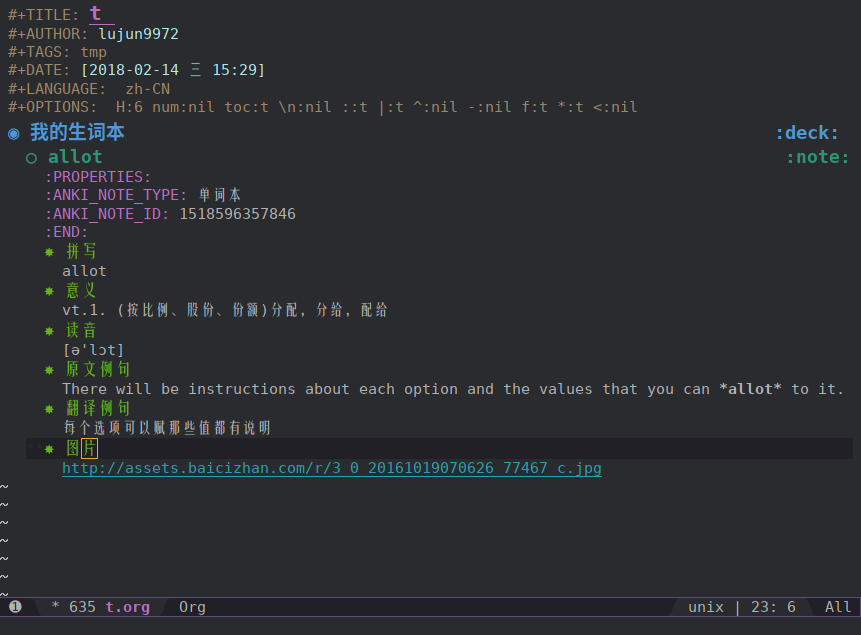 #+TITLE: t
#+AUTHOR: lujun9972
#+TAGS: tmp
#+DATE: [2018-02-14 三 15:29]
#+LANGUAGE:  zh-CN
#+OPTIONS:  H:6 num:nil toc:t \n:nil ::t |:t ^:nil -:nil f:t *:t <:nil
◉ 我的生词本 :deck:
○ allot :note:
:PROPERTIES:
:ANKI_NOTE_TYPE: 单词本
:ANKI_NOTE_ID: 1518596357846
:END:
✸ 拼写
allot
✸ 意义
vt.1. (按比例、股份、份额)分配, 分给, 配给
✸ 读音
[ə'lɔt]
✸ 原文例句
There will be instructions about each option and the values that you can *allot* to it.
✸ 翻译例句
每个选项可以赋那些值都有说明
✸ 图片
http://assets.baicizhan.com/r/3_0_20161019070626_77467_c.jpg
~
~
~
~
~
~
~
❶ * 635 t.org Org unix | 23: 6 All